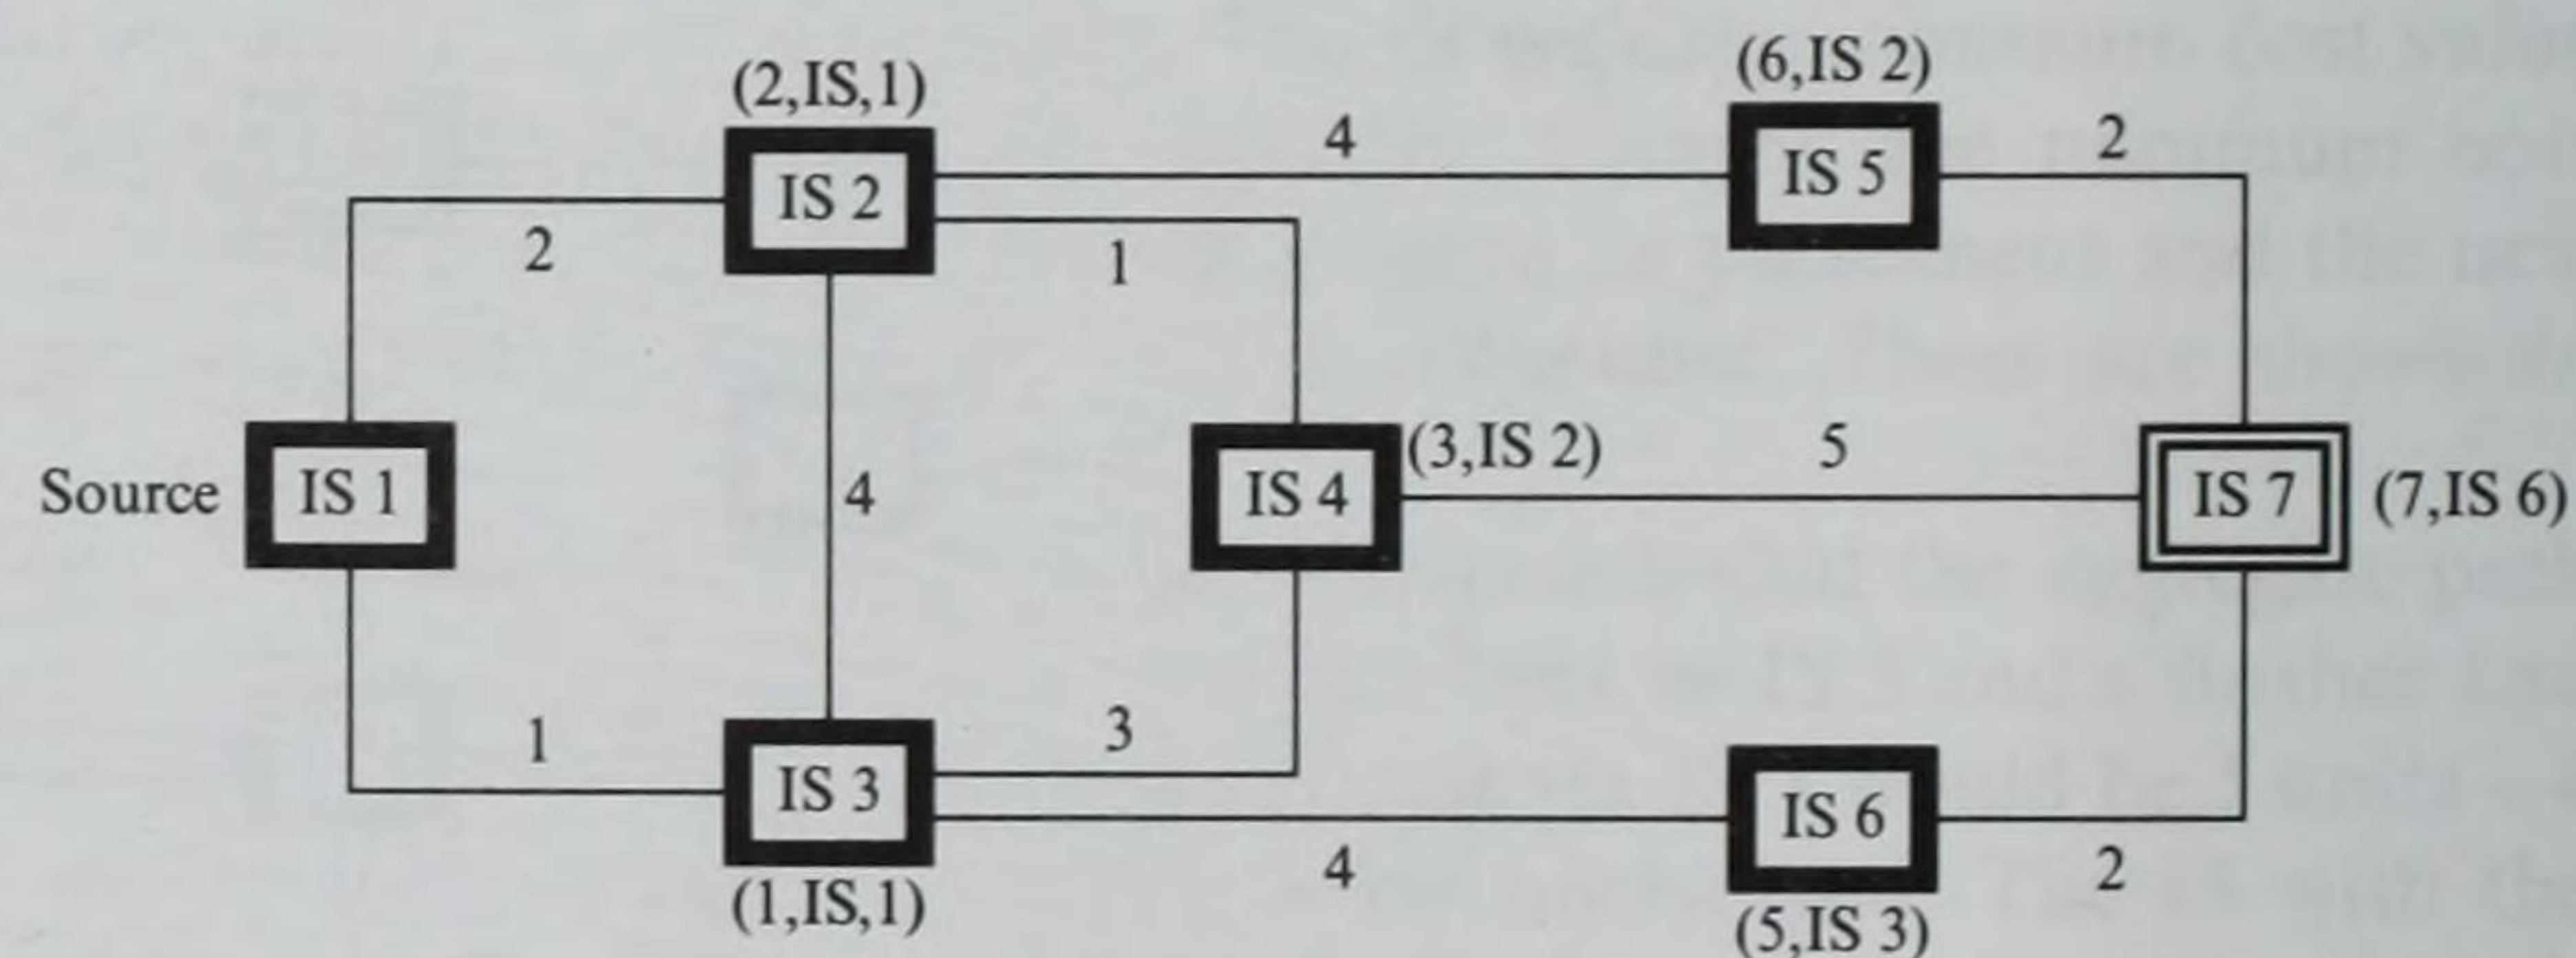 (2,IS,1)
(6,IS 2)
4
2
IS 2
IS 5
2
1
Source
IS 1
4
IS 4
(3,IS 2)
5
IS 7
(7,IS 6)
1
3
IS 3
IS 6
4
2
(1,IS,1)
(5,IS 3)